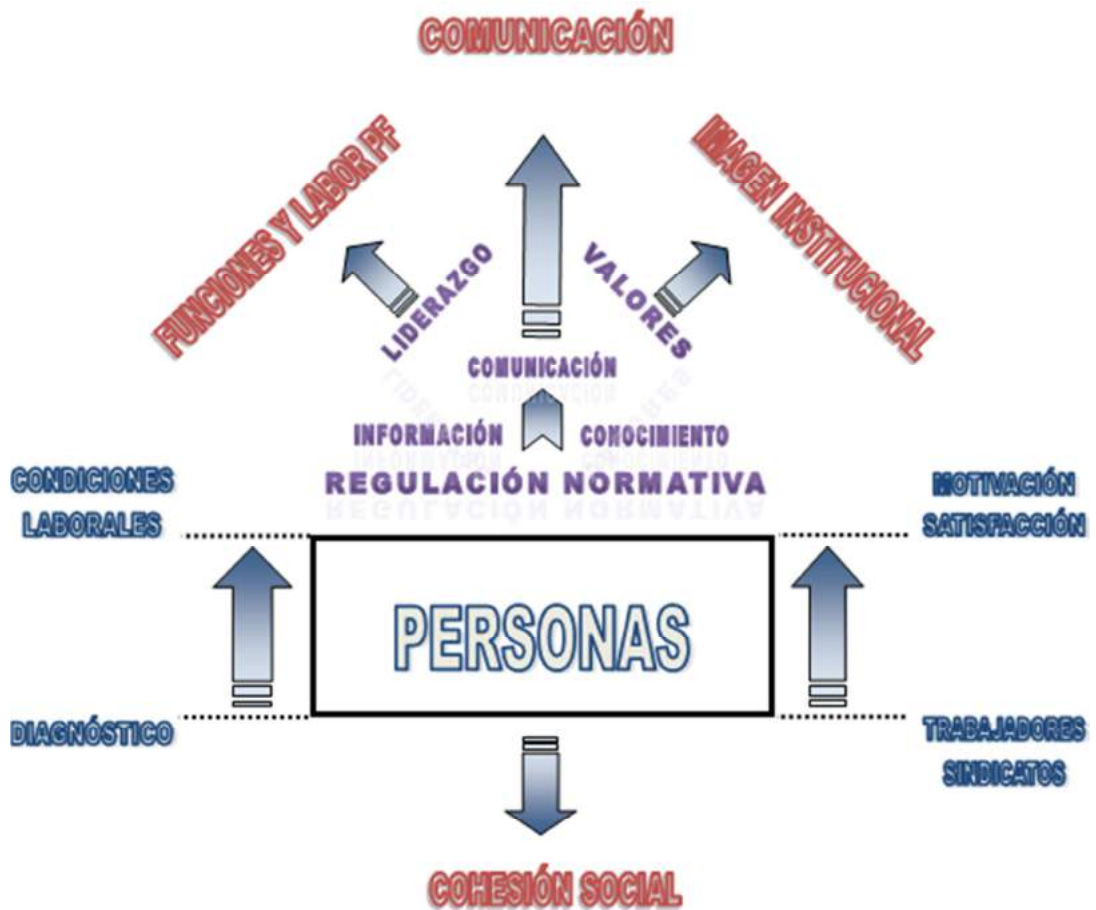 COMUNICACIÓN
FUNCIONES Y LABOR PF
IMAGEN INSTITUCIONAL
LIDERAZGO
VALORES
COMUNICACIÓN
INFORMACIÓN
CONOCIMIENTO
REGULACIÓN NORMATIVA
CONDICIONES
LABORALES
MOTIVACIÓN
SATISFACCIÓN
PERSONAS
DIAGNÓSTICO
TRABAJADORES
SINDICATOS
COHESIÓN SOCIAL